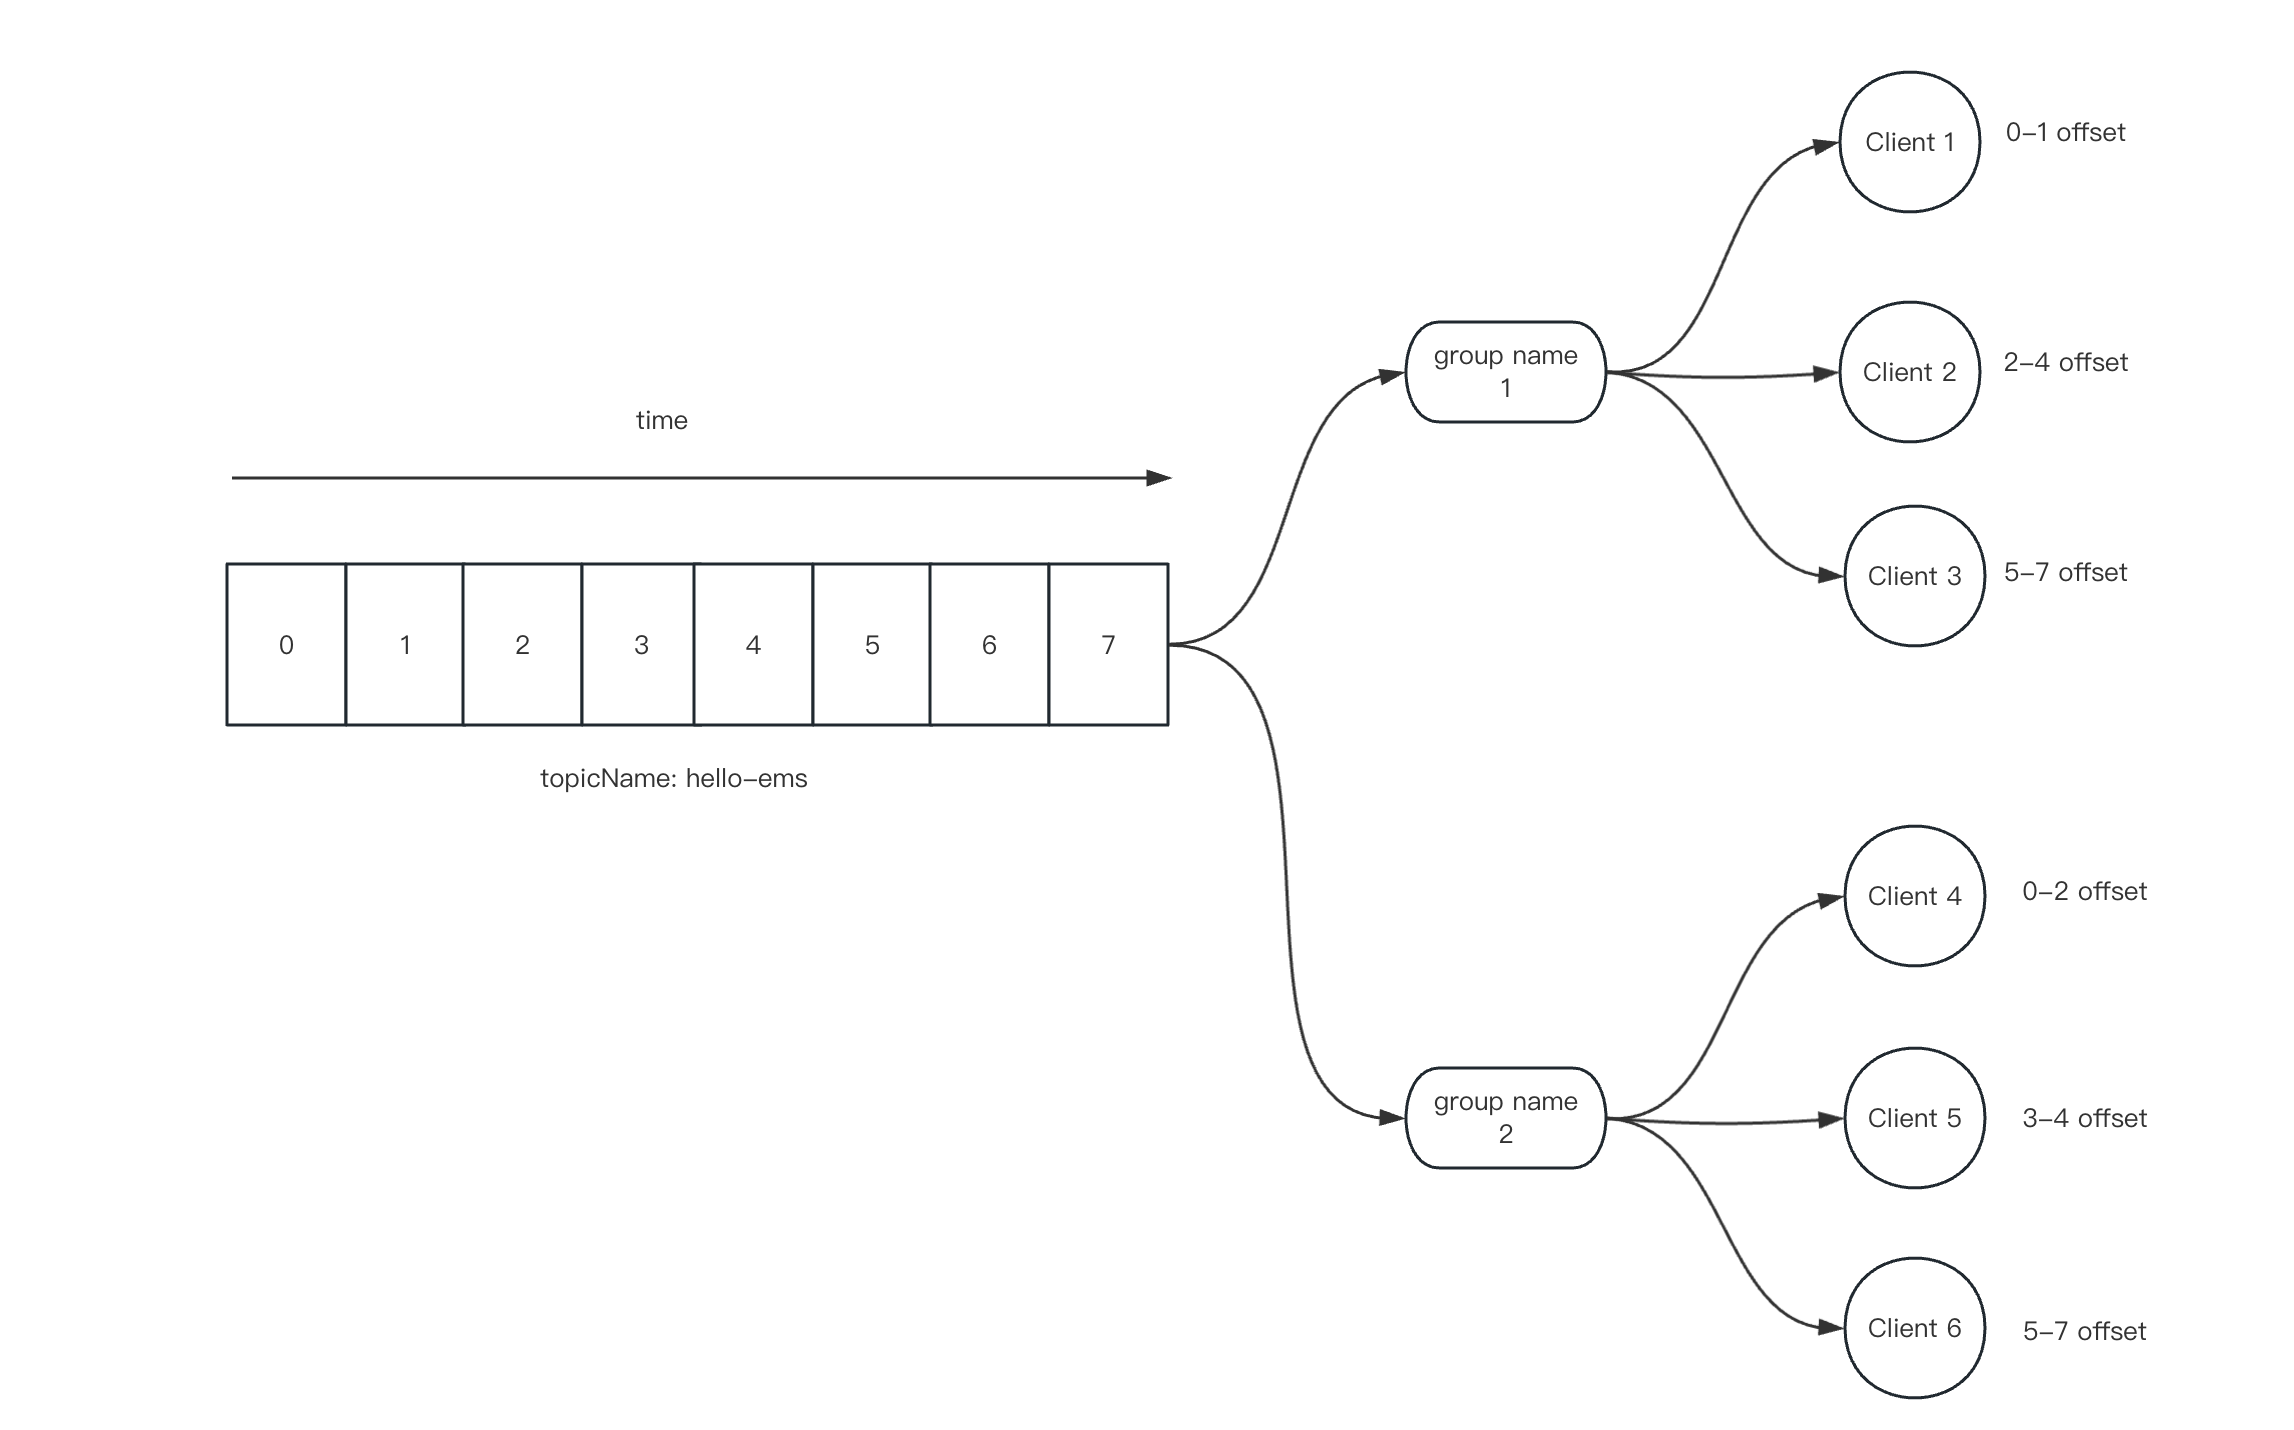 time
0 1 2 3 4 5 6 7
topicName: hello-ems
group name
1
Client 1
0-1 offset
Client 2
2-4 offset
Client 3
5-7 offset
group name
2
Client 4
0-2 offset
Client 5
3-4 offset
Client 6
5-7 offset